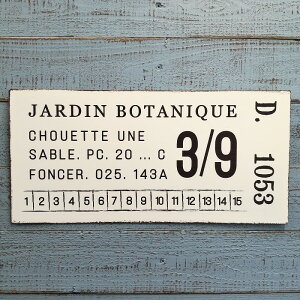 JARDIN BOTANIQUE
CHOUETTE UNE
SABLE. PC. 20 ... C
FONCER. 025. 143A
3/9
1 2 3 4 5 6 7 8 9 10 11 12 13 14 15
D. 1053